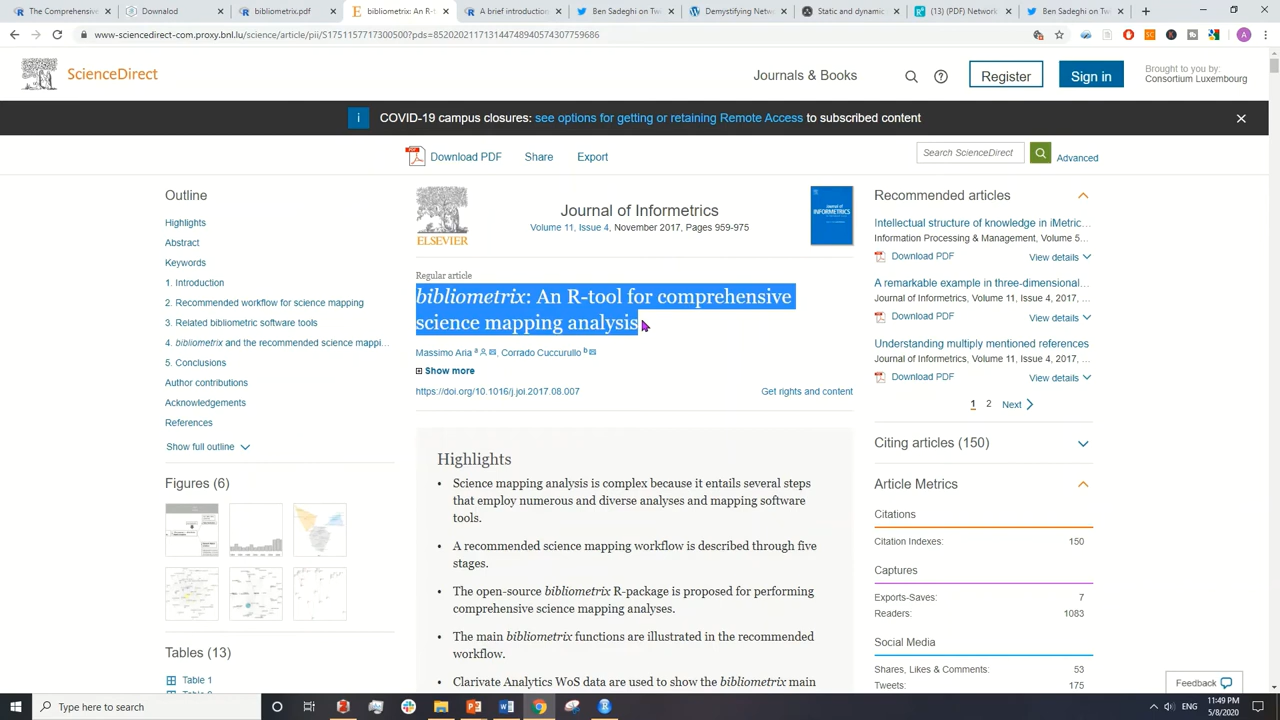 The comprehensive
Downalod
bibliometrix.pdf
bibliometrix An R-t
A brief introduction
Ben Sadeghi on Tw
Demystifying Netw
Static and dynamic
(13) (PDF) Network
Ben Sadeghi on Tw
www-sciencedirect-com.proxy.bnl.lu/science/article/pii/S1751157717300500?pds=852020211713144748940574307759686
ScienceDirect
Journals & Books
Register
Sign in
Brought to you by:
Consortium Luxembourg
COVID-19 campus closures: see options for getting or retaining Remote Access to subscribed content
Download PDF
Share
Export
Search ScienceDirect
Advanced
Outline
Highlights
Abstract
Keywords
1. Introduction
2. Recommended workflow for science mapping
3. Related bibliometric software tools
4. bibliometrix and the recommended science mappi...
5. Conclusions
Author contributions
Acknowledgements
References
Show full outline
Figures (6)
Tables (13)
Table 1
ELSEVIER
Journal of Informetrics
Volume 11, Issue 4, November 2017, Pages 959-975
Journal of
INFORMETRICS
Regular article
bibliometrix: An R-tool for comprehensive
science mapping analysis
Massimo Aria a, Corrado Cuccurullo b
Show more
https://doi.org/10.1016/j.joi.2017.08.007
Get rights and content
Highlights
• Science mapping analysis is complex because it entails several steps
that employ numerous and diverse analyses and mapping software
tools.
• A recommended science mapping workflow is described through five
stages.
• The open-source bibliometrix R-package is proposed for performing
comprehensive science mapping analyses.
• The main bibliometrix functions are illustrated in the recommended
workflow.
• Clarivate Analytics WoS data are used to show the bibliometrix main
Recommended articles
Intellectual structure of knowledge in iMetric...
Information Processing & Management, Volume 5...
Download PDF
View details
A remarkable example in three-dimensional...
Journal of Informetrics, Volume 11, Issue 4, 2017, ...
Download PDF
View details
Understanding multiply mentioned references
Journal of Informetrics, Volume 11, Issue 4, 2017, ...
Download PDF
View details
1 2 Next
Citing articles (150)
Article Metrics
Citations
Citation Indexes: 150
Captures
Exports-Saves: 7
Readers: 1083
Social Media
Shares, Likes & Comments: 53
Tweets: 175
Feedback
Type here to search
11:49 PM
5/8/2020